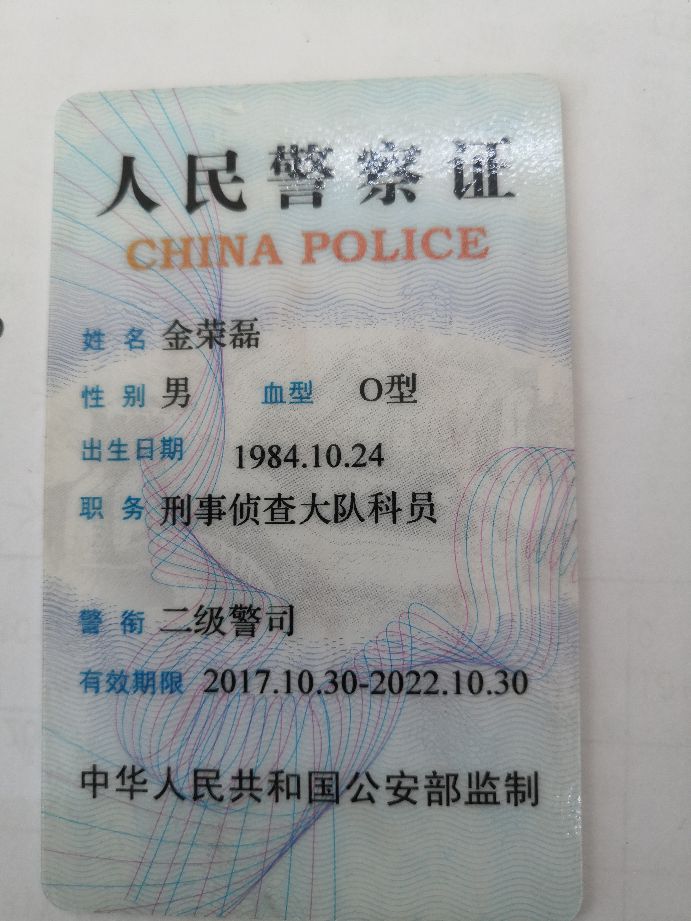 人民警察证
CHINA POLICE
姓 名 金荣磊
性 别 男 血型 O型
出生日期 1984.10.24
职 务 刑事侦查大队科员
警 衔 二级警司
有效期限 2017.10.30-2022.10.30
中华人民共和国公安部监制